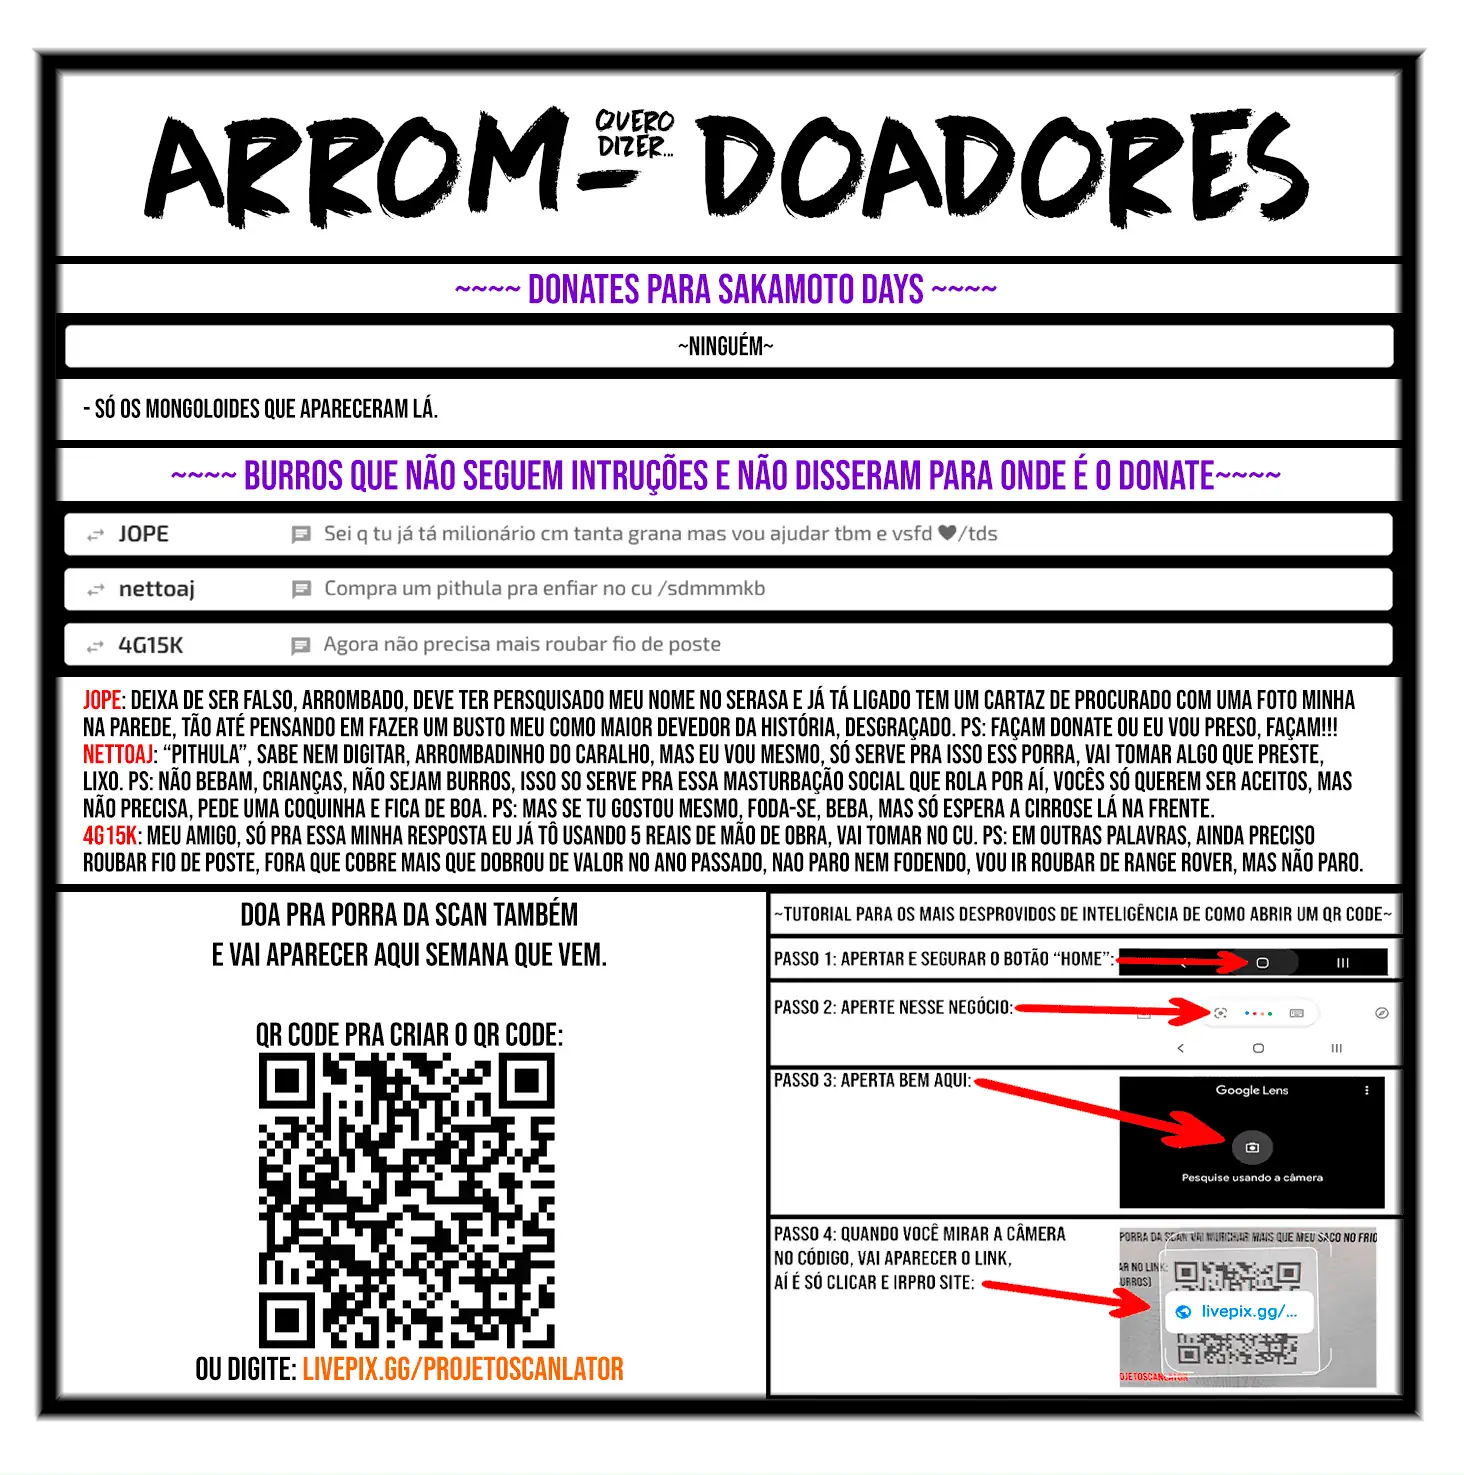 ARROM- QUERO DIZER... DOADORES
~~~~ DONATES PARA SAKAMOTO DAYS ~~~~
~NINGUÉM~
- SÓ OS MONGOLOIDES QUE APARECERAM LÁ.
~~~~ BURROS QUE NÃO SEGUEM INTRUÇÕES E NÃO DISSERAM PARA ONDE É O DONATE~~~~
JOPE Sei q tu já tá milionário cm tanta grana mas vou ajudar tbm e vsfd ♥/tds
nettoaj Compra um pithula pra enfiar no cu /sdmmmkb
4G15K Agora não precisa mais roubar fio de poste
JOPE: DEIXA DE SER FALSO, ARROMBADO, DEVE TER PERSQUISADO MEU NOME NO SERASA E JÁ TÁ LIGADO TEM UM CARTAZ DE PROCURADO COM UMA FOTO MINHA
NA PAREDE, TÃO ATÉ PENSANDO EM FAZER UM BUSTO MEU COMO MAIOR DEVEDOR DA HISTÓRIA, DESGRAÇADO. PS: FAÇAM DONATE OU EU VOU PRESO, FAÇAM!!!
NETTOAJ: “PITHULA”, SABE NEM DIGITAR, ARROMBADINHO DO CARALHO, MAS EU VOU MESMO, SÓ SERVE PRA ISSO ESS PORRA, VAI TOMAR ALGO QUE PRESTE,
LIXO. PS: NÃO BEBAM, CRIANÇAS, NÃO SEJAM BURROS, ISSO SO SERVE PRA ESSA MASTURBAÇÃO SOCIAL QUE ROLA POR AÍ, VOCÊS SÓ QUEREM SER ACEITOS, MAS
NÃO PRECISA, PEDE UMA COQUINHA E FICA DE BOA. PS: MAS SE TU GOSTOU MESMO, FODA-SE, BEBA, MAS SÓ ESPERA A CIRROSE LÁ NA FRENTE.
4G15K: MEU AMIGO, SÓ PRA ESSA MINHA RESPOSTA EU JÁ TÔ USANDO 5 REAIS DE MÃO DE OBRA, VAI TOMAR NO CU. PS: EM OUTRAS PALAVRAS, AINDA PRECISO
ROUBAR FIO DE POSTE, FORA QUE COBRE MAIS QUE DOBROU DE VALOR NO ANO PASSADO, NAO PARO NEM FODENDO, VOU IR ROUBAR DE RANGE ROVER, MAS NÃO PARO.
DOA PRA PORRA DA SCAN TAMBÉM
E VAI APARECER AQUI SEMANA QUE VEM.
QR CODE PRA CRIAR O QR CODE:
OU DIGITE: LIVEPIX.GG/PROJETOSCANLATOR
~TUTORIAL PARA OS MAIS DESPROVIDOS DE INTELIGÊNCIA DE COMO ABRIR UM QR CODE~
PASSO 1: APERTAR E SEGURAR O BOTÃO “HOME”:
PASSO 2: APERTE NESSE NEGÓCIO:
PASSO 3: APERTA BEM AQUI:
Google Lens
Pesquise usando a câmera
PASSO 4: QUANDO VOCÊ MIRAR A CÂMERA
NO CÓDIGO, VAI APARECER O LINK,
AÍ É SÓ CLICAR E IRPRO SITE:
PORRA DA SCAN VAI MURCHAR MAIS QUE MEU SACO NO FRIO
AR NO LINK:
URROS)
livepix.gg/...
OJETOSCANLATOR